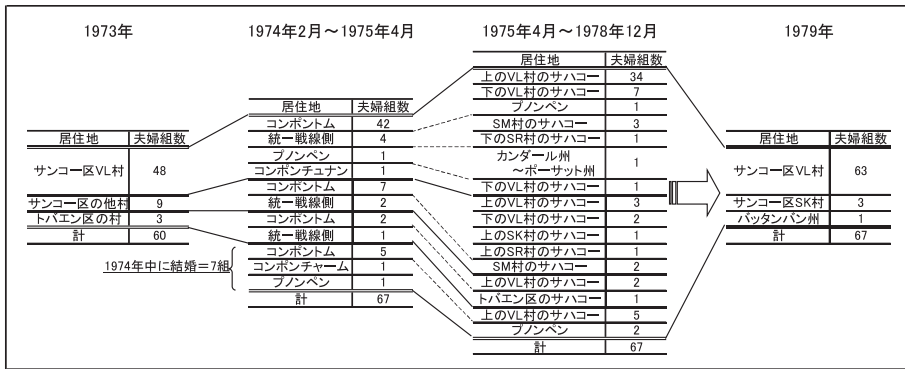 1973年
居住地 夫婦組数
サンコー区VL村 48
サンコー区の他村 9
トバエン区の村 3
計 60
1974年中に結婚=7組
1974年2月～1975年4月
居住地 夫婦組数
コンポントム 42
統一戦線側 4
プノンペン 1
コンポンチュナン 1
コンポントム 7
統一戦線側 2
コンポントム 2
統一戦線側 1
コンポントム 5
コンポンチャーム 1
プノンペン 1
計 67
1975年4月～1978年12月
居住地 夫婦組数
上のVL村のサハコー 34
下のVL村のサハコー 7
プノンペン 1
SM村のサハコー 3
下のSR村のサハコー 1
カンダール州
～ポーサット州 1
下のVL村のサハコー 1
上のVL村のサハコー 3
下のVL村のサハコー 2
上のSK村のサハコー 1
上のSR村のサハコー 1
SM村のサハコー 2
上のVL村のサハコー 2
トバエン区のサハコー 1
上のVL村のサハコー 5
プノンペン 2
計 67
1979年
居住地 夫婦組数
サンコー区VL村 63
サンコー区SK村 3
バッタンバン州 1
計 67